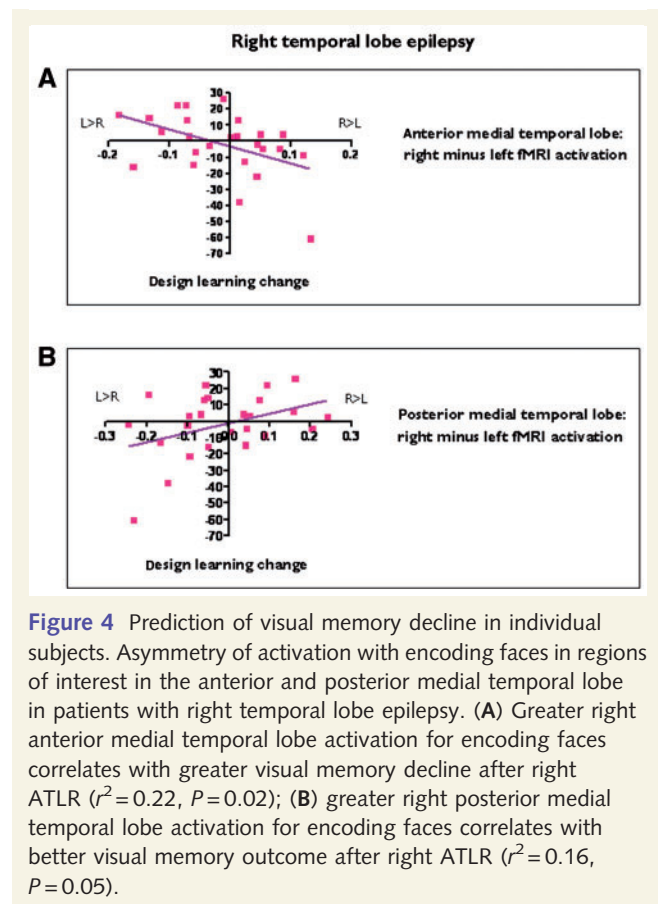 Right temporal lobe epilepsy
A
L>R
R>L
30
20
10
-0.2
-0.1
0
0.1
0.2
-10
-20
-30
-40
-50
-60
-70
Anterior medial temporal lobe:
right minus left fMRI activation
Design learning change
B
L>R
R>L
30
20
10
-0.3
-0.2
-0.1
0.0
0.1
0.2
0.3
-10
-20
-30
-40
-50
-60
-70
Posterior medial temporal lobe:
right minus left fMRI activation
Design learning change
Figure 4 Prediction of visual memory decline in individual
subjects. Asymmetry of activation with encoding faces in regions
of interest in the anterior and posterior medial temporal lobe
in patients with right temporal lobe epilepsy. (A) Greater right
anterior medial temporal lobe activation for encoding faces
correlates with greater visual memory decline after right
ATLR (r² = 0.22, P = 0.02); (B) greater right posterior medial
temporal lobe activation for encoding faces correlates with
better visual memory outcome after right ATLR (r² = 0.16,
P = 0.05).